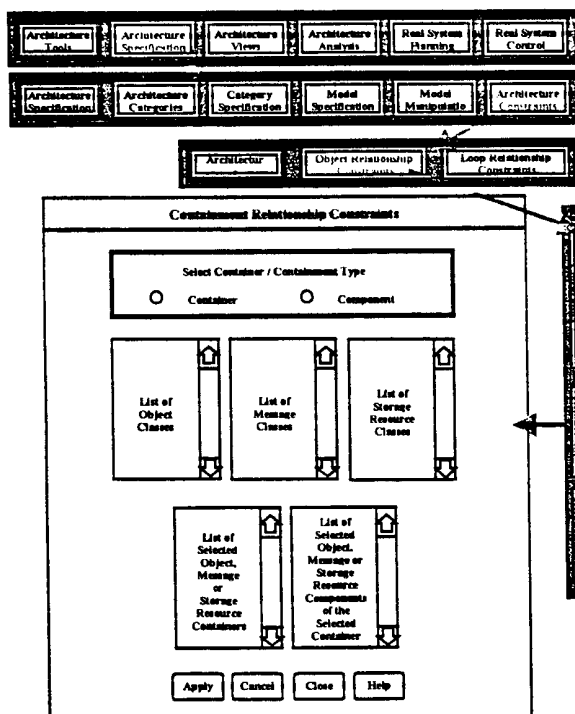 Architecture Tools
Architecture Specification
Architecture Views
Architecture Analysis
Real System Planning
Real System Control
Architecture Specification
Architecture Categories
Category Specification
Model Specification
Model Manipulatio
Architecture Constraints
Architectur
Object Relationship Constraints
Loop Relationship Constraints
Containment Relationship Constraints
Select Container / Containment Type
Container
Component
List of
Object
Classes
List of
Message
Classes
List of
Storage
Resource
Classes
List of
Selected
Object,
Message
or
Storage
Resource
Containers
List of
Selected
Object,
Message or
Storage
Resource
Components
of the
Selected
Container
Apply
Cancel
Close
Help